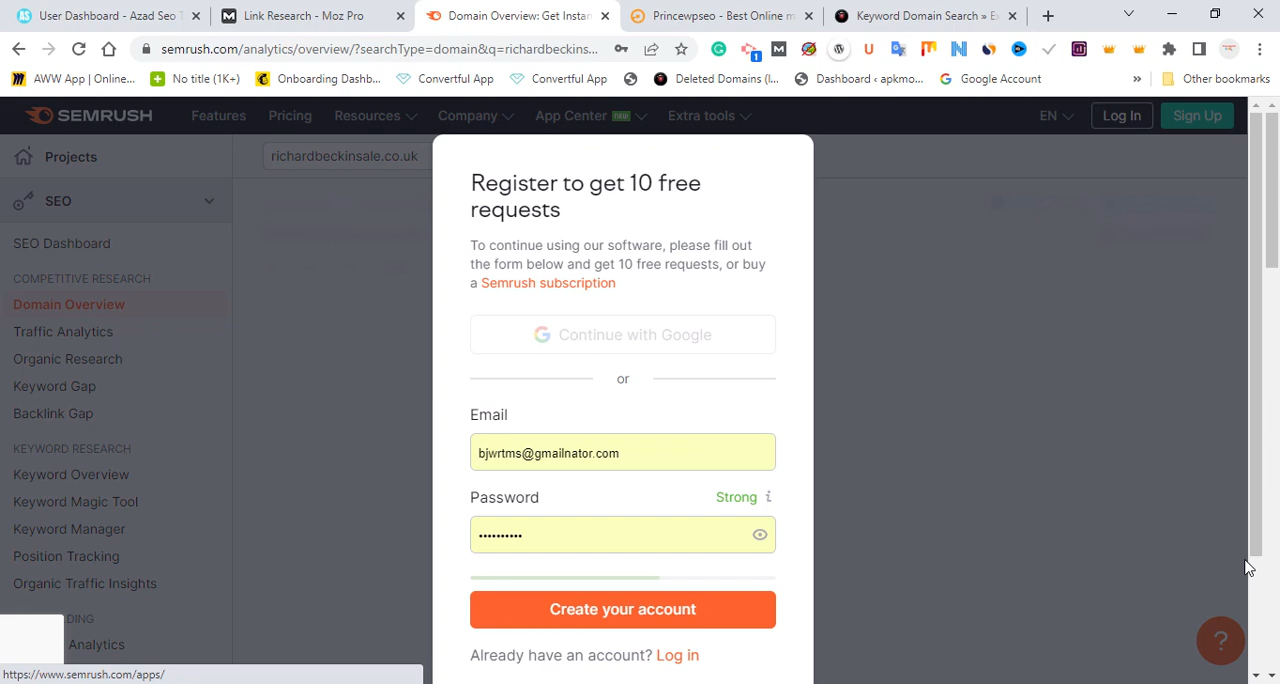 User Dashboard - Azad Seo T
Link Research - Moz Pro
Domain Overview: Get Instan
Princewpseo - Best Online m
Keyword Domain Search » Ex
semrush.com/analytics/overview/?searchType=domain&q=richardbeckins...
1
AWW App | Online...
No title (1K+)
Onboarding Dashb...
Convertful App
Convertful App
Deleted Domains (I...
Dashboard ‹ apkmo...
Google Account
»
Other bookmarks
SEMRUSH
Features
Pricing
Resources
Company
App Center new
Extra tools
EN
Log In
Sign Up
Projects
richardbeckinsale.co.uk
SEO
SEO Dashboard
COMPETITIVE RESEARCH
Domain Overview
Traffic Analytics
Organic Research
Keyword Gap
Backlink Gap
KEYWORD RESEARCH
Keyword Overview
Keyword Magic Tool
Keyword Manager
Position Tracking
Organic Traffic Insights
DING
Analytics
https://www.semrush.com/apps/
Register to get 10 free
requests
To continue using our software, please fill out
the form below and get 10 free requests, or buy
a Semrush subscription
Continue with Google
or
Email
bjwrtms@gmailnator.com
Password
Strong i
••••••••••
Create your account
Already have an account? Log in
?